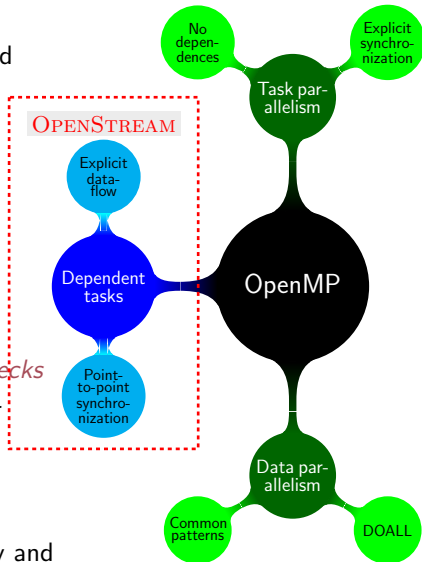 No
depen-
dences
Explicit
synchro-
nization
Task par-
allelism
d
OPENSTREAM
Explicit
data-
flow
Dependent
tasks
OpenMP
ecks
Point-
to-point
synchro-
nization
Data par-
allelism
Common
patterns
DOALL
y and